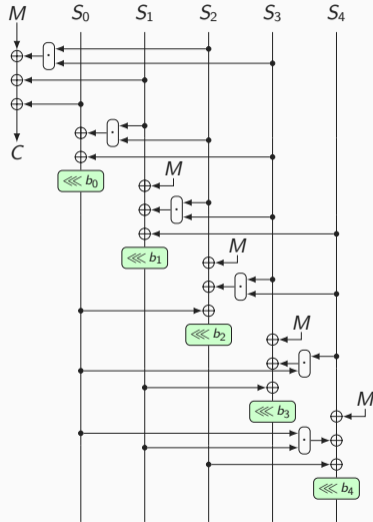 M S₀ S₁ S₂ S₃ S₄
C
⋘ b₀
M
⋘ b₁
M
⋘ b₂
M
⋘ b₃
M
⋘ b₄